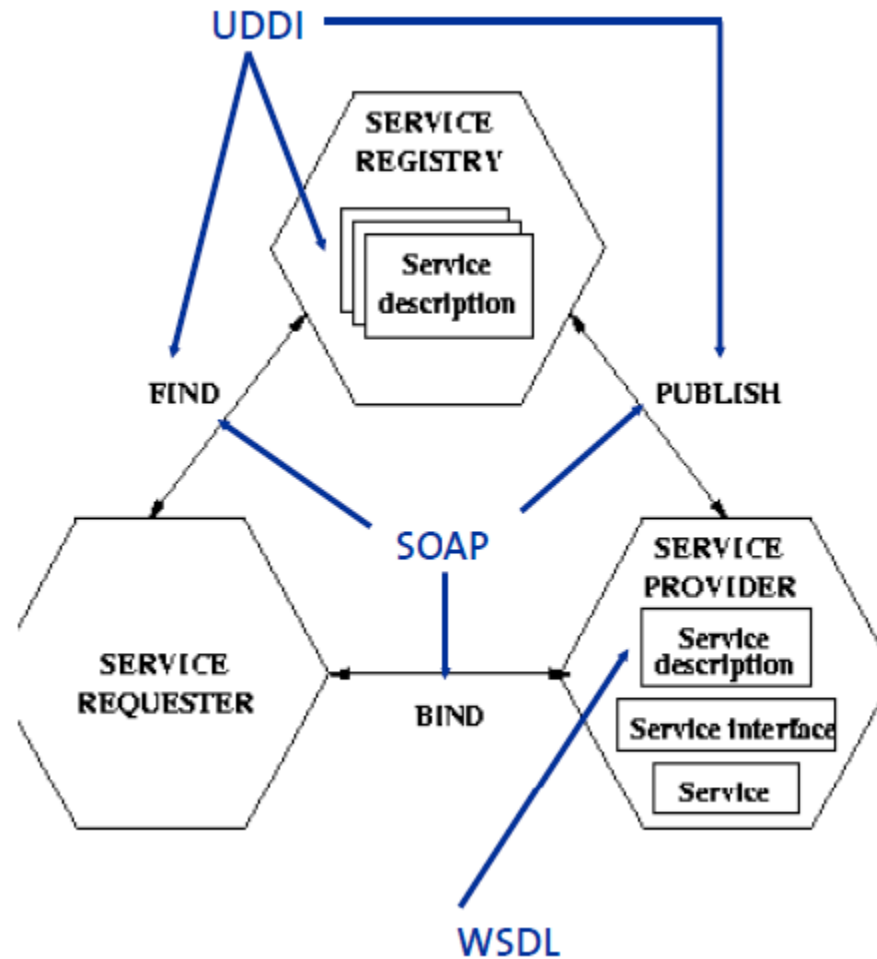 UDDI
SERVICE
REGISTRY
Service
description
FIND
PUBLISH
SOAP
SERVICE
REQUESTER
BIND
SERVICE
PROVIDER
Service
description
Service interface
Service
WSDL